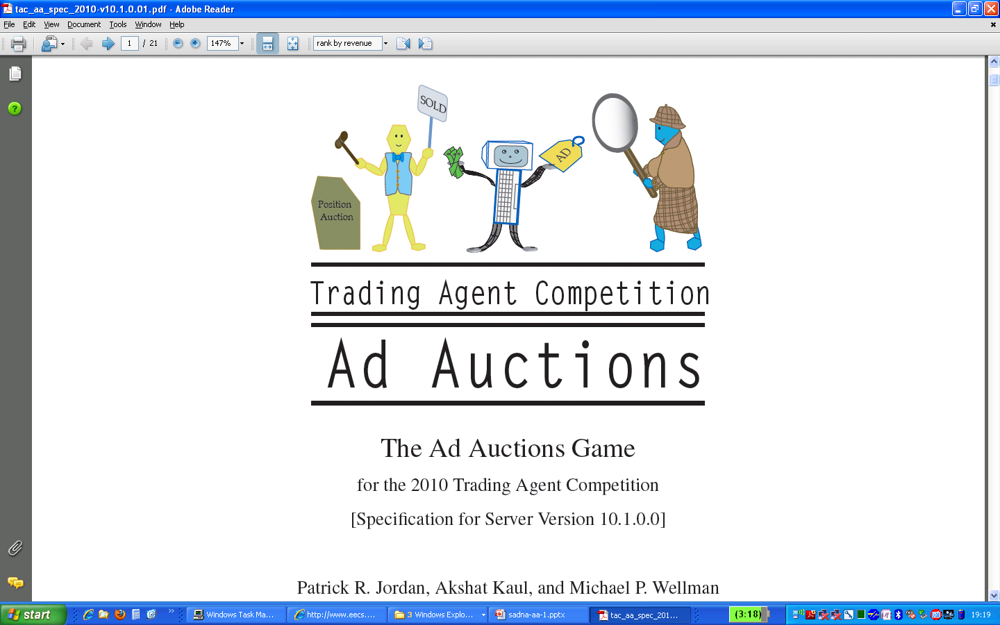 tac_aa_spec_2010-v10.1.0.01.pdf - Adobe Reader
File Edit View Document Tools Window Help
1 / 21 147% rank by revenue
SOLD
AD
Position
Auction
Trading Agent Competition
Ad Auctions
The Ad Auctions Game
for the 2010 Trading Agent Competition
[Specification for Server Version 10.1.0.0]
Patrick R. Jordan, Akshat Kaul, and Michael P. Wellman
start Windows Task Ma... http://www.eecs.... 3 Windows Explo... sadna-aa-1.pptx tac_aa_spec_201... (3:18) 19:19